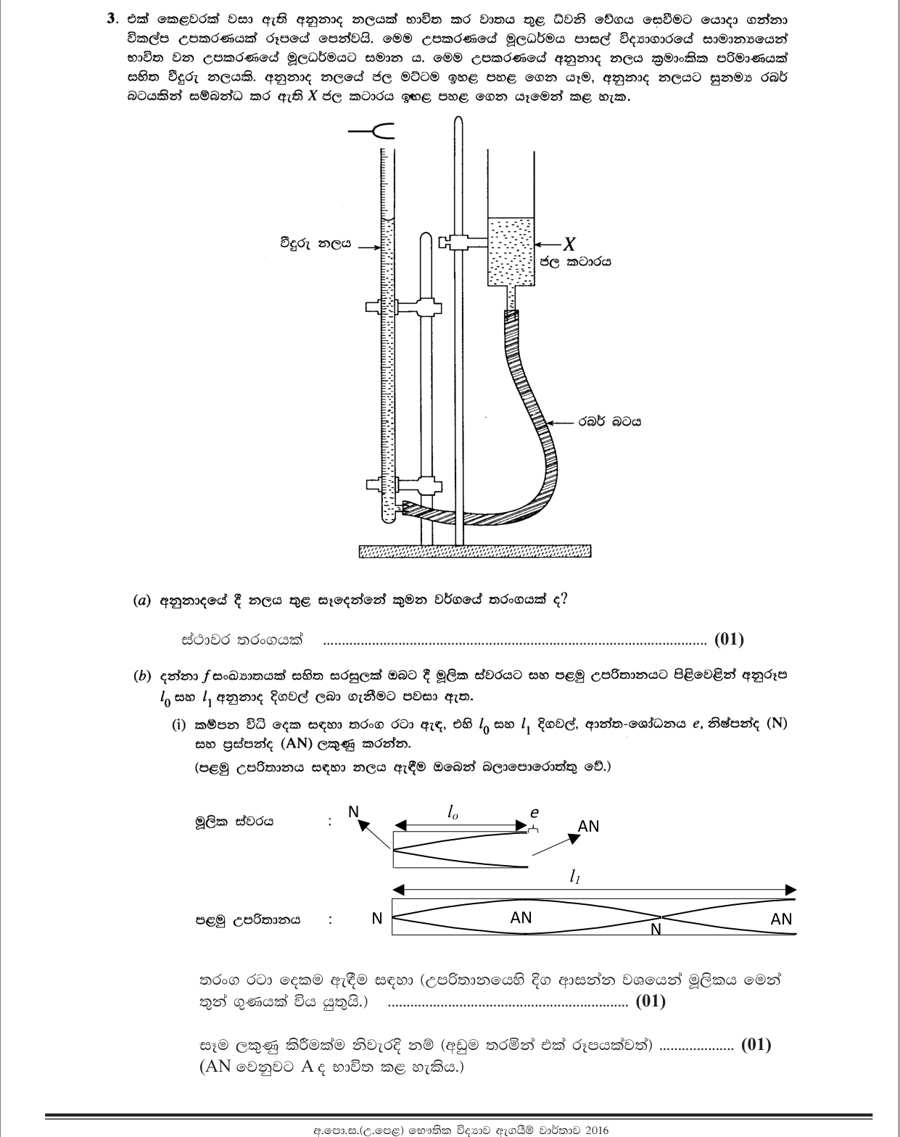 3. එක් කෙළවරක් වසා ඇති අනුනාද නලයක් භාවිත කර වාතය තුළ ධ්වනි වේගය සෙවීමට යොදා ගන්නා
විකල්ප උපකරණයක් රූපයේ පෙන්වයි. මෙම උපකරණයේ මූලධර්මය පාසල් විද්‍යාගාරයේ සාමාන්‍යයෙන්
භාවිත වන උපකරණයේ මූලධර්මයට සමාන ය. මෙම උපකරණයේ අනුනාද නලය ක්‍රමාංකික පරිමාණයක්
සහිත වීදුරු නලයකි. අනුනාද නලයේ ජල මට්ටම ඉහළ පහළ ගෙන යෑම, අනුනාද නලයට සුනම්‍ය රබර්
බටයකින් සම්බන්ධ කර ඇති X ජල කටාරය ඉහළ පහළ ගෙන යෑමෙන් කළ හැක.
වීදුරු නලය
X
ජල කටාරය
රබර් බටය
(a) අනුනාදයේ දී නලය තුළ සෑදෙන්නේ කුමන වර්ගයේ තරංගයක් ද?
ස්ථාවර තරංගයක් ........................................................................................ (01)
(b) දන්නා f සංඛ්‍යාතයක් සහිත සරසුලක් ඔබට දී මූලික ස්වරයට සහ පළමු උපරිතානයට පිළිවෙළින් අනුරූප
l0 සහ l1 අනුනාද දිගවල් ලබා ගැනීමට පවසා ඇත.
(i) කම්පන විධි දෙක සඳහා තරංග රටා ඇඳ, එහි l0 සහ l1 දිගවල්, ආන්ත-ශෝධනය e, නිෂ්පන්ද (N)
සහ ප්‍රස්පන්ද (AN) ලකුණු කරන්න.
(පළමු උපරිතානය සඳහා නලය ඇඳීම ඔබෙන් බලාපොරොත්තු වේ.)
මූලික ස්වරය : N lo e AN
l1
පළමු උපරිතානය : N AN N AN
තරංග රටා දෙකම ඇඳීම සඳහා (උපරිතානයෙහි දිග ආසන්න වශයෙන් මූලිකය මෙන්
තුන් ගුණයක් විය යුතුයි.) ........................................................ (01)
සෑම ලකුණු කිරීමක්ම නිවැරදි නම් (අඩුම තරමින් එක් රූපයක්වත්) .................... (01)
(AN වෙනුවට A ද භාවිත කළ හැකිය.)
අ.පො.ස.(උ.පෙළ) භෞතික විද්‍යාව ඇගයීම් වාර්තාව 2016